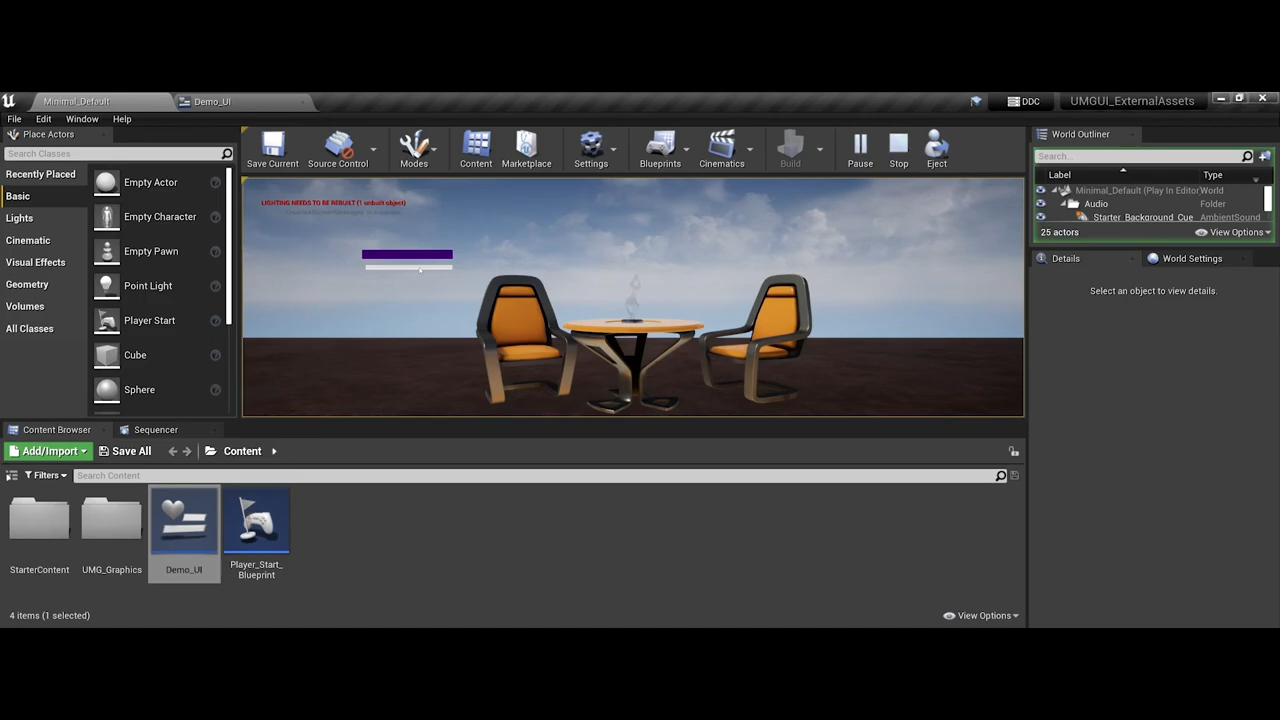 Minimal_Default
Demo_UI
DDC
UMGUI_ExternalAssets
File Edit Window Help
Place Actors
Search Classes
Recently Placed
Basic
Lights
Cinematic
Visual Effects
Geometry
Volumes
All Classes
Empty Actor
Empty Character
Empty Pawn
Point Light
Player Start
Cube
Sphere
Save Current
Source Control
Modes
Content
Marketplace
Settings
Blueprints
Cinematics
Build
Pause
Stop
Eject
LIGHTING NEEDS TO BE REBUILT (1 unbuilt object)
World Outliner
Search...
Label Type
Minimal_Default (Play In Editor World
Audio Folder
Starter_Background_Cue AmbientSound
25 actors
View Options
Details
World Settings
Select an object to view details.
Content Browser
Sequencer
Add/Import
Save All
Content
Filters
Search Content
StarterContent
UMG_Graphics
Demo_UI
Player_Start_
Blueprint
4 items (1 selected)
View Options